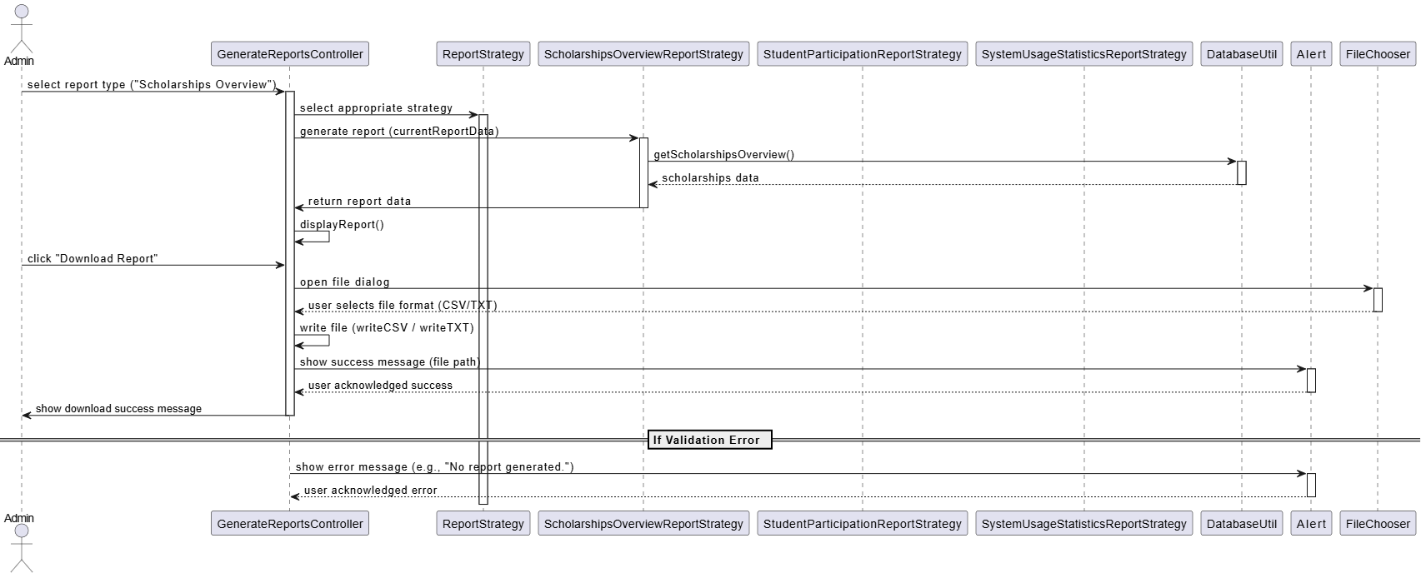 Admin
GenerateReportsController
ReportStrategy
ScholarshipsOverviewReportStrategy
StudentParticipationReportStrategy
SystemUsageStatisticsReportStrategy
DatabaseUtil
Alert
FileChooser
select report type ("Scholarships Overview")
select appropriate strategy
generate report (currentReportData)
getScholarshipsOverview()
scholarships data
return report data
displayReport()
click "Download Report"
open file dialog
user selects file format (CSV/TXT)
write file (writeCSV / writeTXT)
show success message (file path)
user acknowledged success
show download success message
If Validation Error
show error message (e.g., "No report generated.")
user acknowledged error
Admin
GenerateReportsController
ReportStrategy
ScholarshipsOverviewReportStrategy
StudentParticipationReportStrategy
SystemUsageStatisticsReportStrategy
DatabaseUtil
Alert
FileChooser